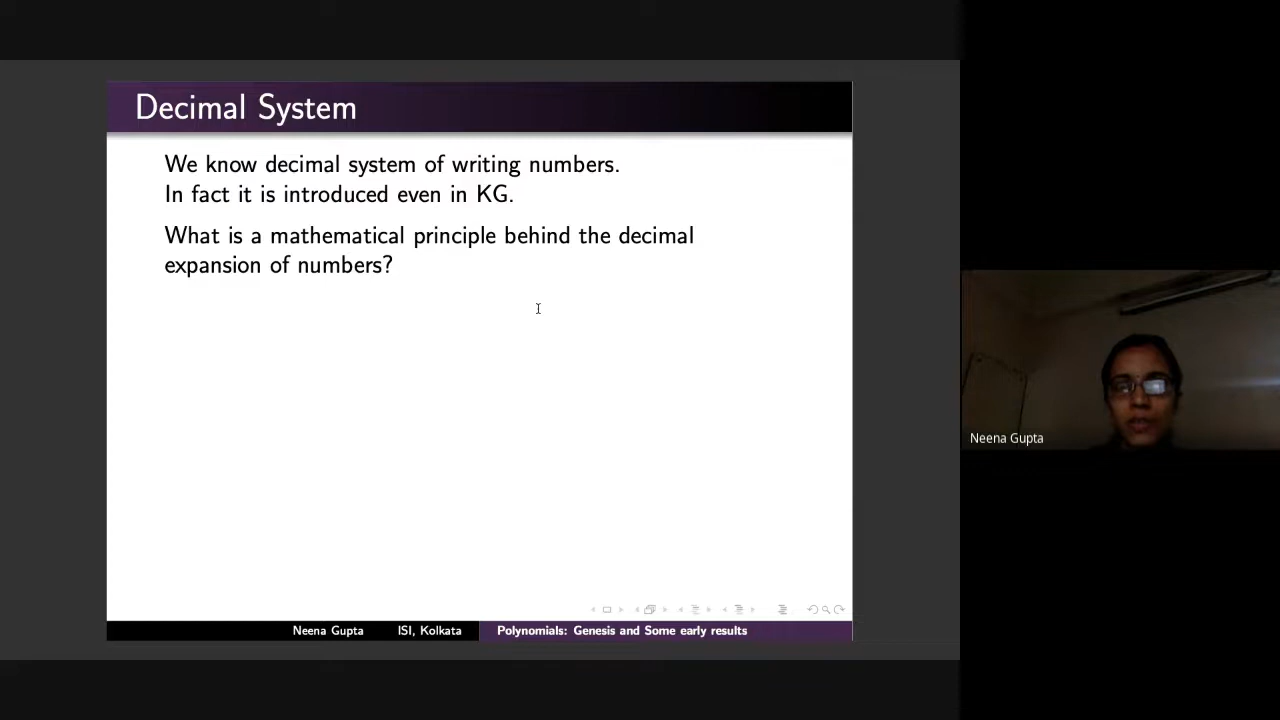 Decimal System
We know decimal system of writing numbers.
In fact it is introduced even in KG.
What is a mathematical principle behind the decimal
expansion of numbers?
Neena Gupta
Neena Gupta ISI, Kolkata Polynomials: Genesis and Some early results